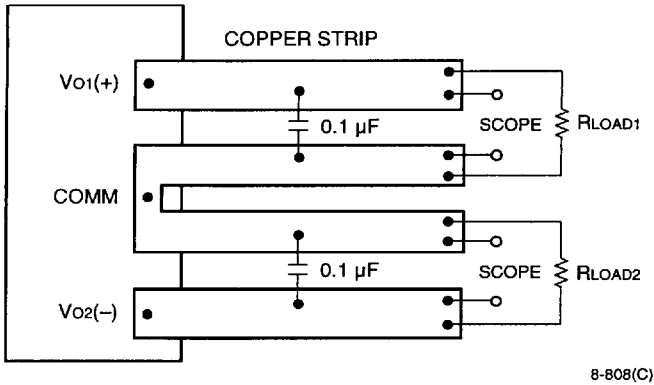 COPPER STRIP
VO1(+)
0.1 µF
SCOPE
RLOAD1
COMM
0.1 µF
SCOPE
RLOAD2
VO2(–)
8-808(C)